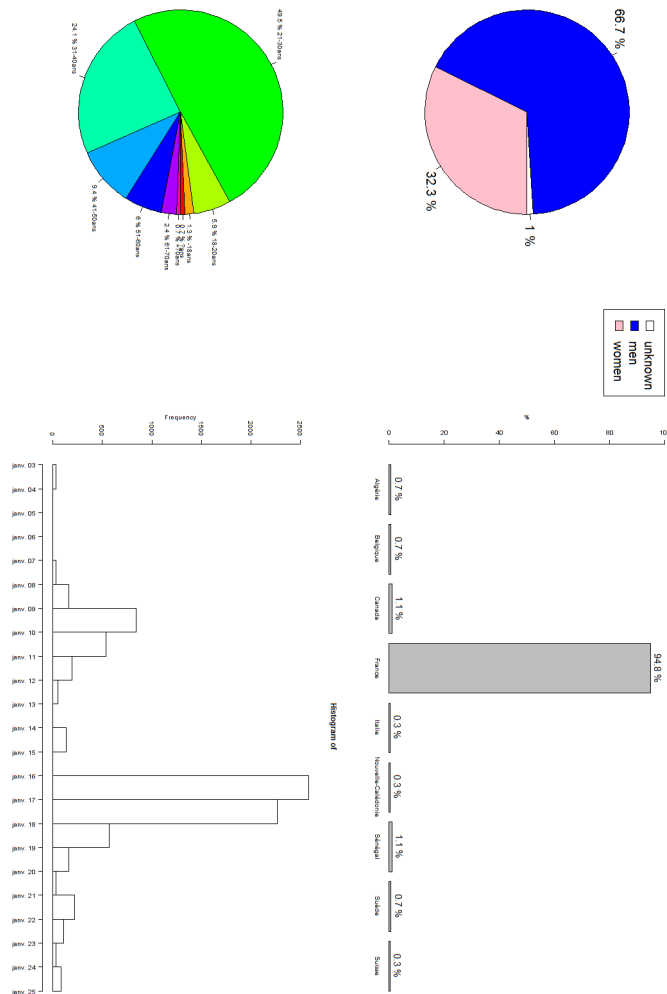 66.7 %
32.3 %
1 %
unknown
men
women
%
0
20
40
60
80
10
0.7 %
0.7 %
1.1 %
94.8 %
0.3 %
0.3 %
1.1 %
0.7 %
0.3 %
Algérie
Belgique
Canada
France
Italie
Nouvelle-Calédonie
Sénégal
Suède
Suisse
49.5 % 21-30ans
24.1 % 31-40ans
9.4 % 41-50ans
6 % 51-60ans
2.4 % 61-70ans
1.3 % -18ans
5.9 % 18-20ans
Histogram of
Frequency
0
500
1000
1500
2000
2500
janv. 03
janv. 04
janv. 05
janv. 06
janv. 07
janv. 08
janv. 09
janv. 10
janv. 11
janv. 12
janv. 13
janv. 14
janv. 15
janv. 16
janv. 17
janv. 18
janv. 19
janv. 20
janv. 21
janv. 22
janv. 23
janv. 24
janv. 25